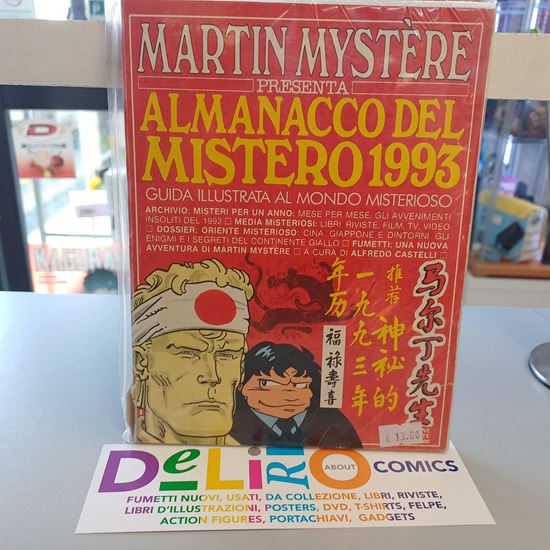 MARTIN MYSTÈRE
PRESENTA
ALMANACCO DEL
MISTERO 1993
GUIDA ILLUSTRATA AL MONDO MISTERIOSO
ARCHIVIO: MISTERI PER UN ANNO: MESE PER MESE, GLI AVVENIMENTI
INSOLITI DEL 1992 □ MEDIA MISTERIOSI: LIBRI, RIVISTE, FILM, TV, VIDEO
□ DOSSIER: ORIENTE MISTERIOSO: CINA, GIAPPONE E DINTORNI, GLI
ENIGMI E I SEGRETI DEL CONTINENTE GIALLO □ FUMETTI: UNA NUOVA
AVVENTURA DI MARTIN MYSTÈRE □ A CURA DI ALFREDO CASTELLI □
马尔丁先生
推荐
神秘的
一九九三年
年历
福祿壽喜
€ 13.00
DeLiRiO
ABOUT
COMICS
FUMETTI NUOVI, USATI, DA COLLEZIONE, LIBRI, RIVISTE,
LIBRI D'ILLUSTRAZIONI, POSTERS, DVD, T-SHIRTS, FELPE,
ACTION FIGURES, PORTACHIAVI, GADGETS